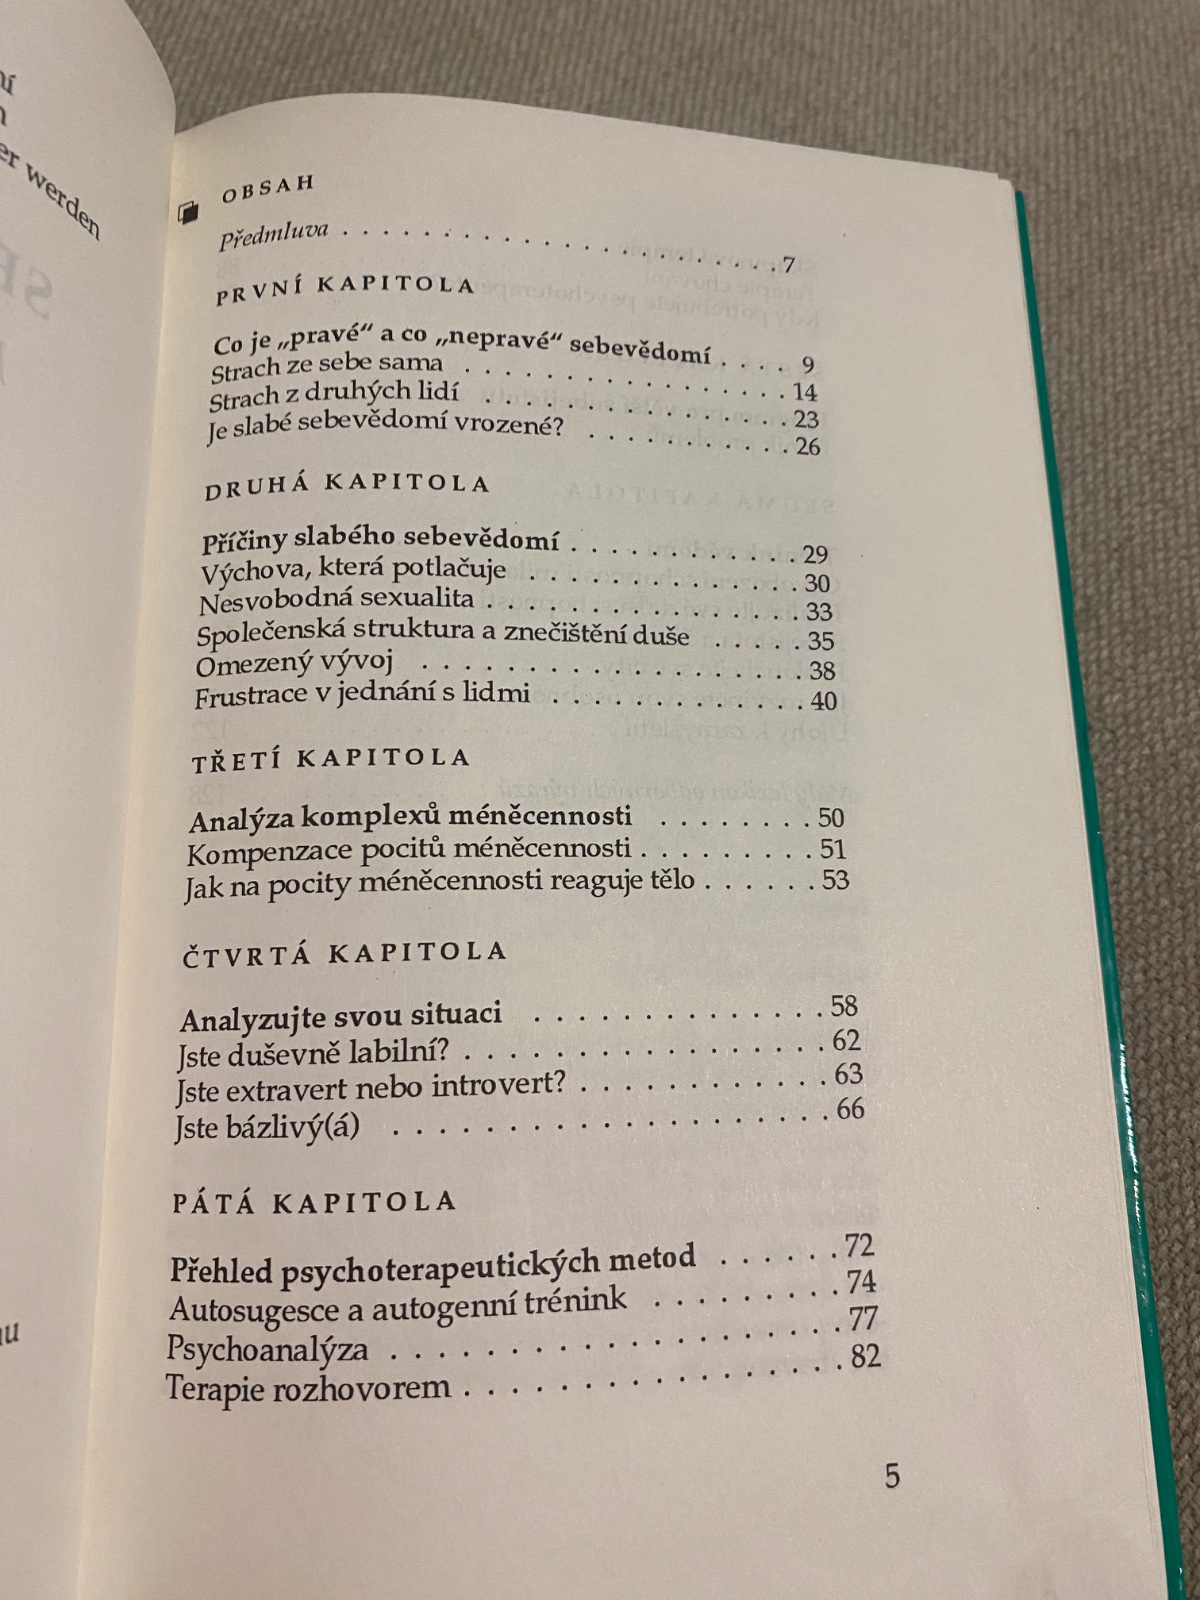 ní
er werden
OBSAH
Předmluva . . . . . . . . . . . . . . . . . . . . . . . 7
PRVNÍ KAPITOLA
Co je „pravé“ a co „nepravé“ sebevědomí . . . . 9
Strach ze sebe sama . . . . . . . . . . . . . . . . . 14
Strach z druhých lidí . . . . . . . . . . . . . . . . 23
Je slabé sebevědomí vrozené? . . . . . . . . . . . 26
DRUHÁ KAPITOLA
Příčiny slabého sebevědomí . . . . . . . . . . . . 29
Výchova, která potlačuje . . . . . . . . . . . . . . 30
Nesvobodná sexualita . . . . . . . . . . . . . . . . 33
Společenská struktura a znečištění duše . . . . . 35
Omezený vývoj . . . . . . . . . . . . . . . . . . . 38
Frustrace v jednání s lidmi . . . . . . . . . . . . . 40
TŘETÍ KAPITOLA
Analýza komplexů méněcennosti . . . . . . . . 50
Kompenzace pocitů méněcennosti . . . . . . . . . 51
Jak na pocity méněcennosti reaguje tělo . . . . . . 53
ČTVRTÁ KAPITOLA
Analyzujte svou situaci . . . . . . . . . . . . . . . 58
Jste duševně labilní? . . . . . . . . . . . . . . . . . . 62
Jste extravert nebo introvert? . . . . . . . . . . . . . 63
Jste bázlivý(á) . . . . . . . . . . . . . . . . . . . . 66
PÁTÁ KAPITOLA
Přehled psychoterapeutických metod . . . . . . 72
Autosugesce a autogenní trénink . . . . . . . . . 74
Psychoanalýza . . . . . . . . . . . . . . . . . . . 77
Terapie rozhovorem . . . . . . . . . . . . . . . . . 82
5